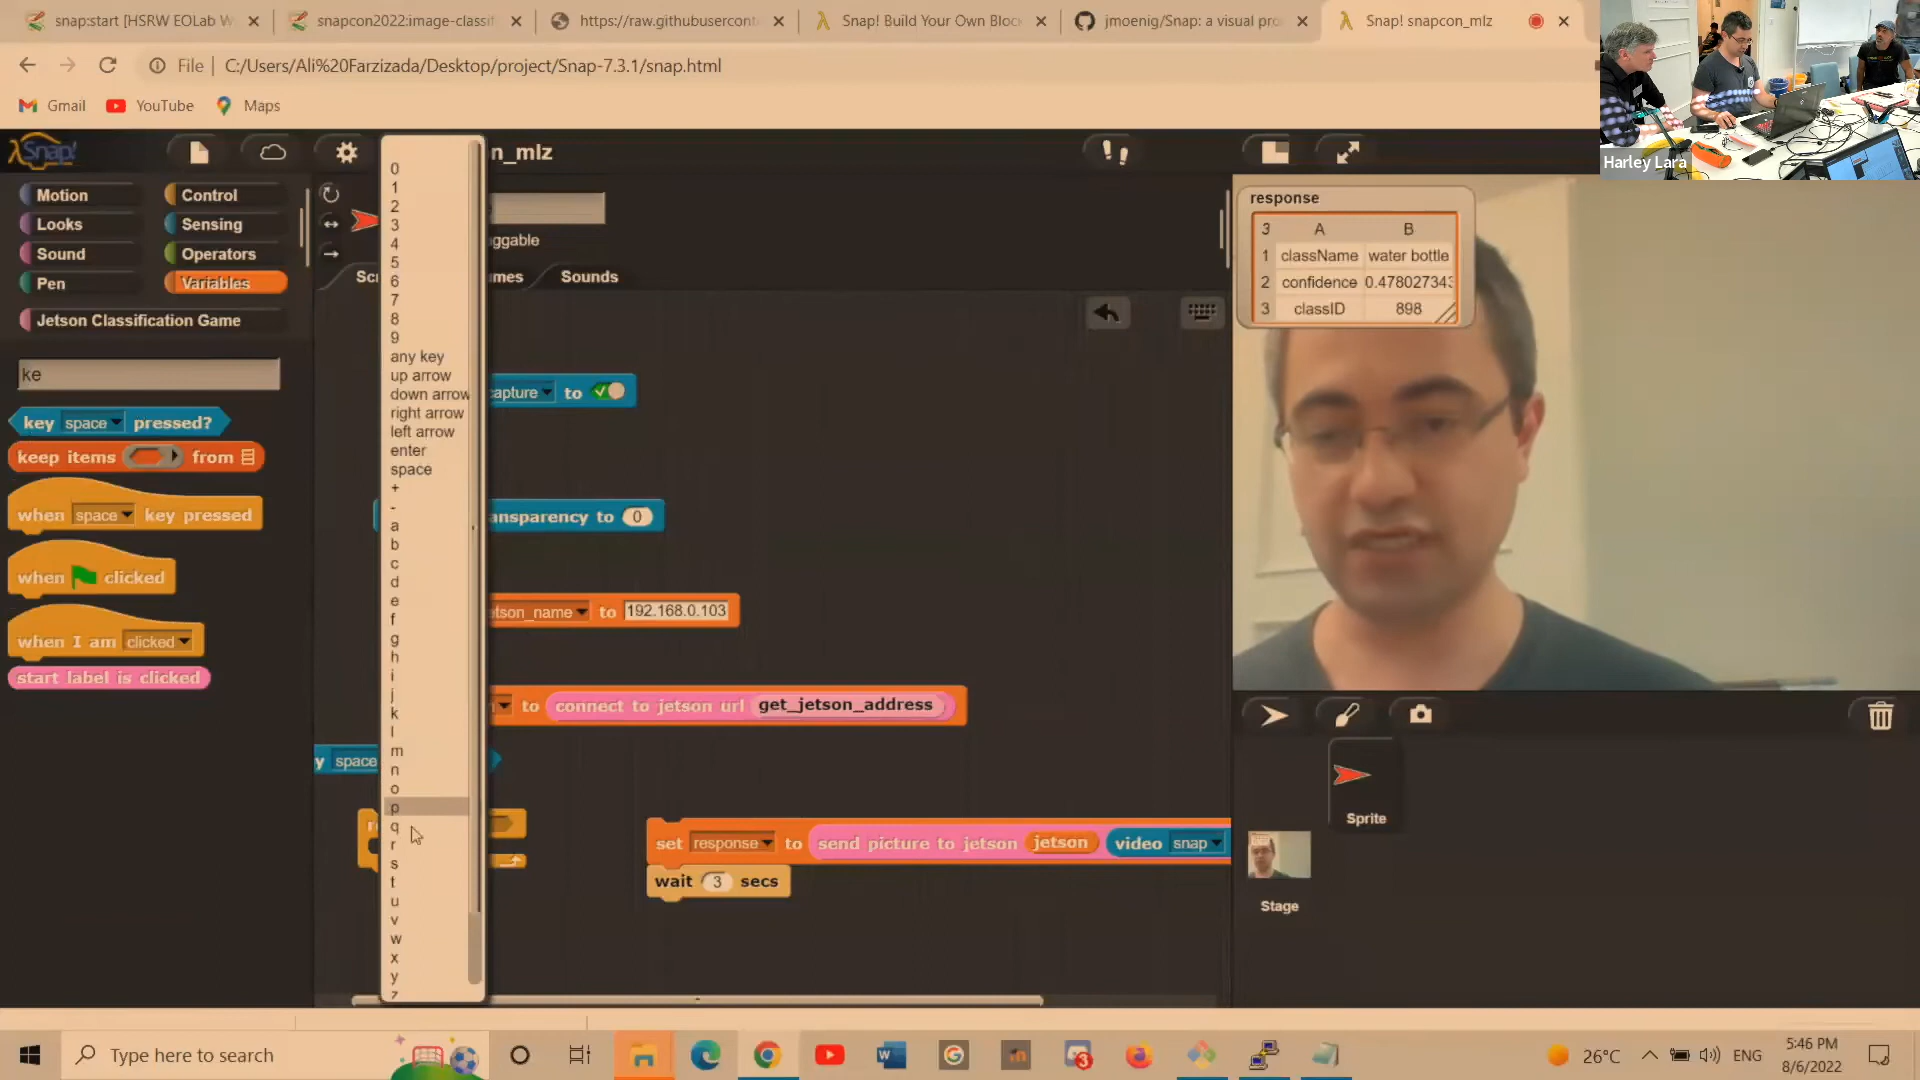 snap:start [HSRW EOLab W
snapcon2022:image-classif
https://raw.githubusercont
Snap! Build Your Own Block
jmoenig/Snap: a visual pro
Snap! snapcon_mlz
File | C:/Users/Ali%20Farzizada/Desktop/project/Snap-7.3.1/snap.html
Gmail
YouTube
Maps
Harley Lara
Snap!
n_mlz
Motion
Control
Looks
Sensing
Sound
Operators
Pen
Variables
Jetson Classification Game
ke
key space pressed?
keep items from
when space key pressed
when clicked
when I am clicked
start label is clicked
0
1
2
3
4
5
6
7
8
9
any key
up arrow
down arrow
right arrow
left arrow
enter
space
+
-
a
b
c
d
e
f
g
h
i
j
k
l
m
n
o
p
q
r
s
t
u
v
w
x
y
z
ggable
Scr
mes
Sounds
apture to
ansparency to 0
etson_name to 192.168.0.103
to connect to jetson url get_jetson_address
y space
set response to send picture to jetson jetson video snap
wait 3 secs
response
3 A B
1 className water bottle
2 confidence 0.47802734
3 classID 898
Sprite
Stage
Type here to search
3
26°C
ENG
5:46 PM
8/6/2022